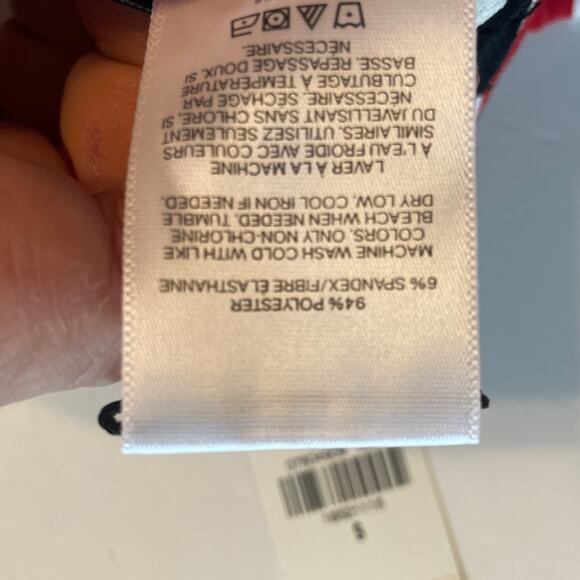 94% POLYESTER
6% SPANDEX/FIBRE ÉLASTHANNE
MACHINE WASH COLD WITH LIKE
COLORS. ONLY NON-CHLORINE
BLEACH WHEN NEEDED. TUMBLE
DRY LOW. COOL IRON IF NEEDED.
LAVER À LA MACHINE
À L'EAU FROIDE AVEC COULEURS
SIMILAIRES. UTILISEZ SEULEMENT
DU JAVELLISANT SANS CHLORE, SI
NÉCESSAIRE. SÉCHAGE PAR
CULBUTAGE À TEMPÉRATURE
BASSE. REPASSAGE DOUX, SI
NÉCESSAIRE.